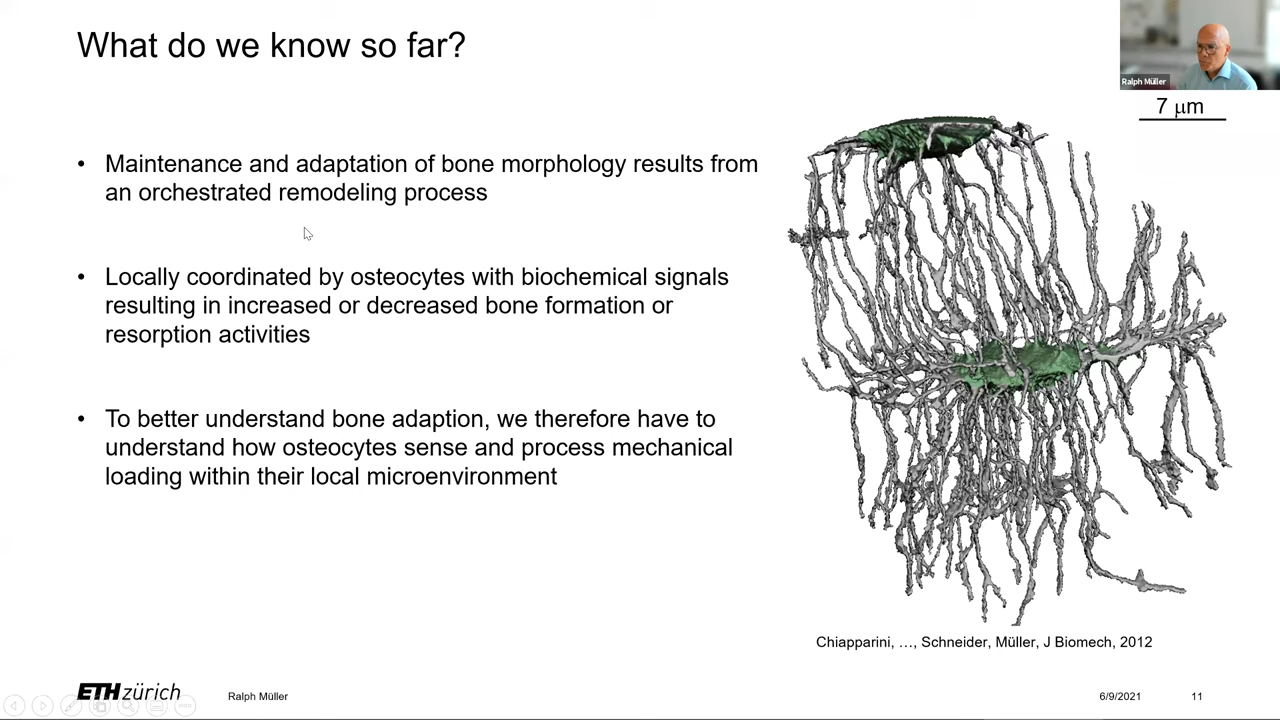 What do we know so far?
Ralph Müller
7 μm
• Maintenance and adaptation of bone morphology results from
an orchestrated remodeling process
• Locally coordinated by osteocytes with biochemical signals
resulting in increased or decreased bone formation or
resorption activities
• To better understand bone adaption, we therefore have to
understand how osteocytes sense and process mechanical
loading within their local microenvironment
Chiapparini, …, Schneider, Müller, J Biomech, 2012
ETH zürich
Ralph Müller
6/9/2021
11